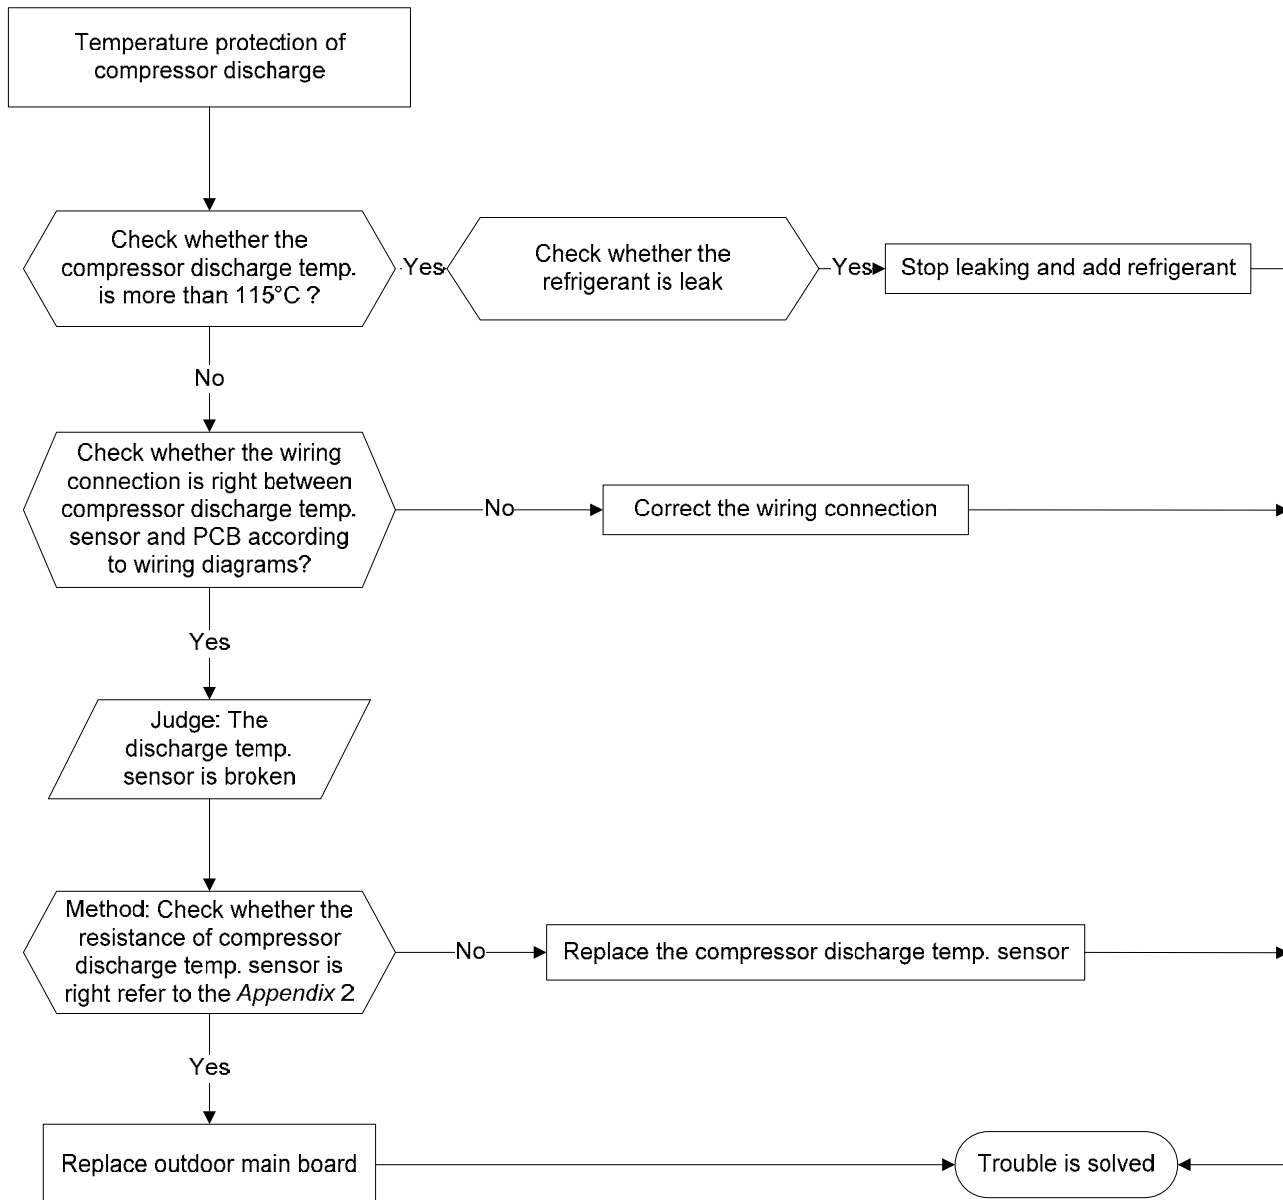 Temperature protection of
compressor discharge
Check whether the
compressor discharge temp.
is more than 115°C ?
Yes
Check whether the
refrigerant is leak
Yes
Stop leaking and add refrigerant
No
Check whether the wiring
connection is right between
compressor discharge temp.
sensor and PCB according
to wiring diagrams?
No
Correct the wiring connection
Yes
Judge: The
discharge temp.
sensor is broken
Method: Check whether the
resistance of compressor
discharge temp. sensor is
right refer to the Appendix 2
No
Replace the compressor discharge temp. sensor
Yes
Replace outdoor main board
Trouble is solved